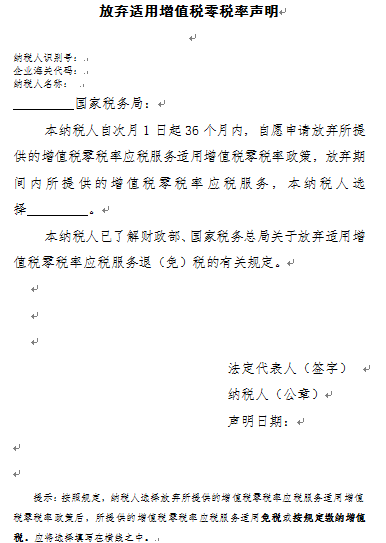 放弃适用增值税零税率声明
纳税人识别号：
企业海关代码：
纳税人名称：
________国家税务局：
本纳税人自次月1日起36个月内，自愿申请放弃所提
供的增值税零税率应税服务适用增值税零税率政策，放弃期
间内所提供的增值税零税率应税服务，本纳税人选
择________。
本纳税人已了解财政部、国家税务总局关于放弃适用增
值税零税率应税服务退（免）税的有关规定。
法定代表人（签字）
纳税人（公章）
声明日期：
提示：按照规定，纳税人选择放弃所提供的增值税零税率应税服务适用增值
税零税率政策后，所提供的增值税零税率应税服务适用免税或按规定缴纳增值
税。应将选择填写在横线之中。